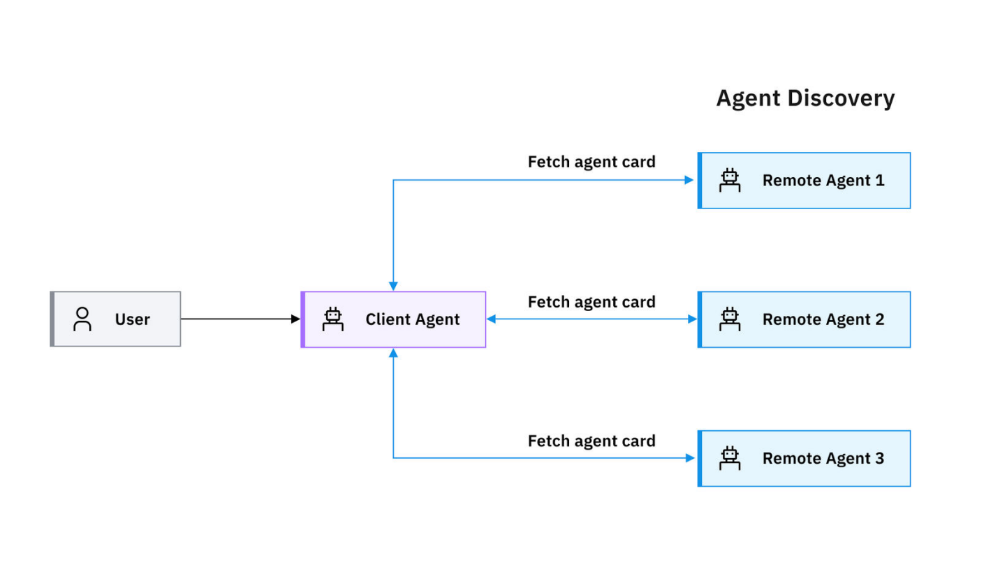 Agent Discovery
Fetch agent card
Remote Agent 1
User
Client Agent
Fetch agent card
Remote Agent 2
Fetch agent card
Remote Agent 3